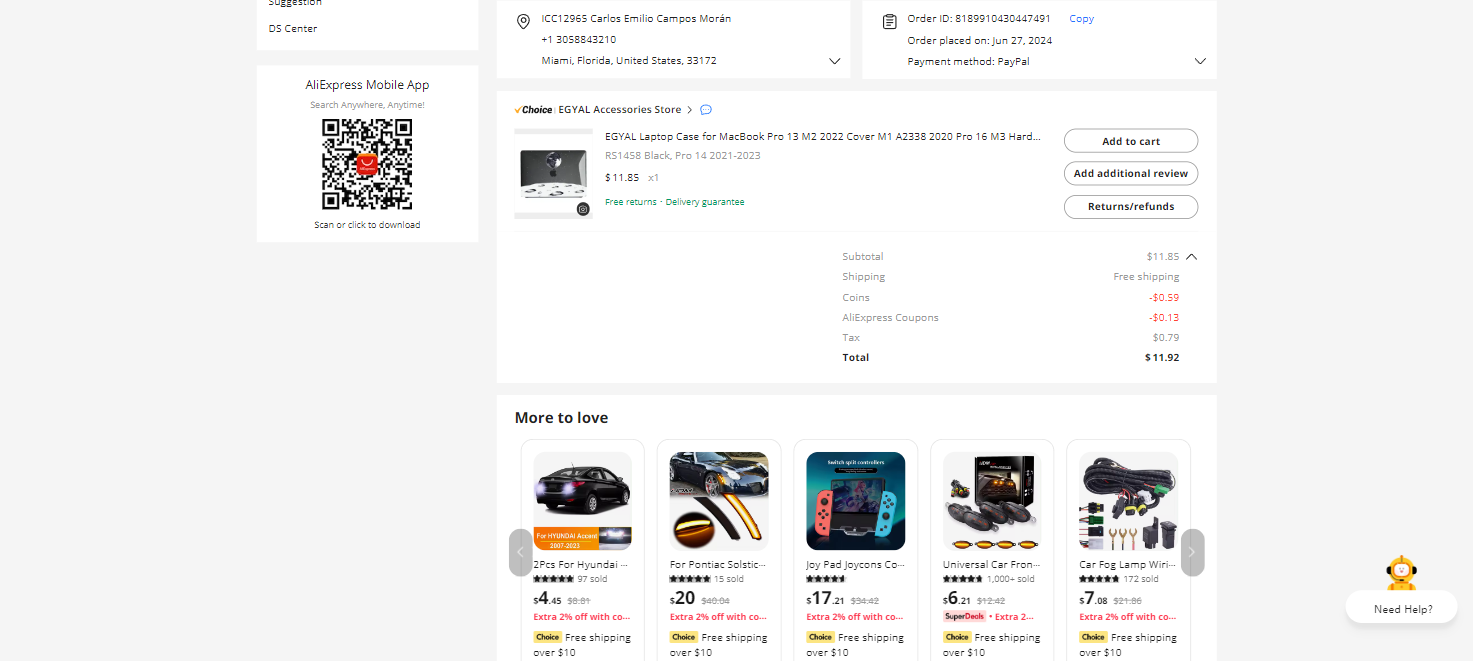 Suggestion
DS Center
AliExpress Mobile App
Search Anywhere, Anytime!
Scan or click to download
ICC12965 Carlos Emilio Campos Morán
+1 3058843210
Miami, Florida, United States, 33172
Order ID: 8189910430447491 Copy
Order placed on: Jun 27, 2024
Payment method: PayPal
Choice EGYAL Accessories Store
EGYAL Laptop Case for MacBook Pro 13 M2 2022 Cover M1 A2338 2020 Pro 16 M3 Hard...
RS1458 Black, Pro 14 2021-2023
$11.85 x1
Free returns · Delivery guarantee
Add to cart
Add additional review
Returns/refunds
Subtotal $11.85
Shipping Free shipping
Coins -$0.59
AliExpress Coupons -$0.13
Tax $0.79
Total $11.92
More to love
For HYUNDAI Accent
2007-2023
2Pcs For Hyundai ...
97 sold
$4.45 $8.81
Extra 2% off with co...
Choice Free shipping
over $10
For Pontiac Solstic...
15 sold
$20 $40.04
Extra 2% off with co...
Choice Free shipping
over $10
Switch split controllers
Joy Pad Joycons Co...
$17.21 $34.42
Extra 2% off with co...
Choice Free shipping
over $10
Universal Car Fron...
1,000+ sold
$6.21 $12.42
SuperDeals • Extra 2...
Choice Free shipping
over $10
Car Fog Lamp Wiri...
172 sold
$7.08 $21.86
Extra 2% off with co...
Choice Free shipping
over $10
Need Help?